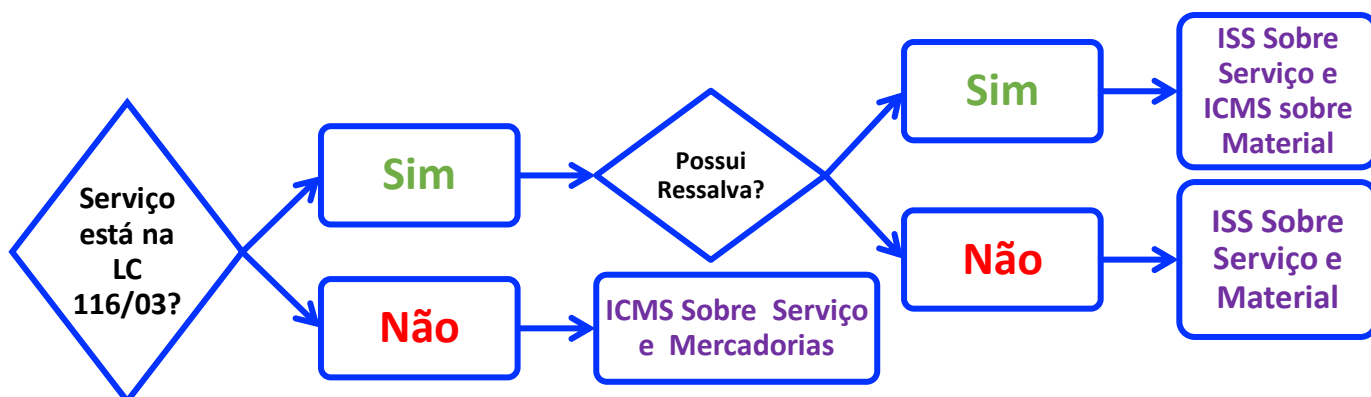 Serviço
está na
LC
116/03?
Sim
Não
Possui
Ressalva?
ICMS Sobre Serviço
e Mercadorias
Sim
Não
ISS Sobre
Serviço e
ICMS sobre
Material
ISS Sobre
Serviço e
Material